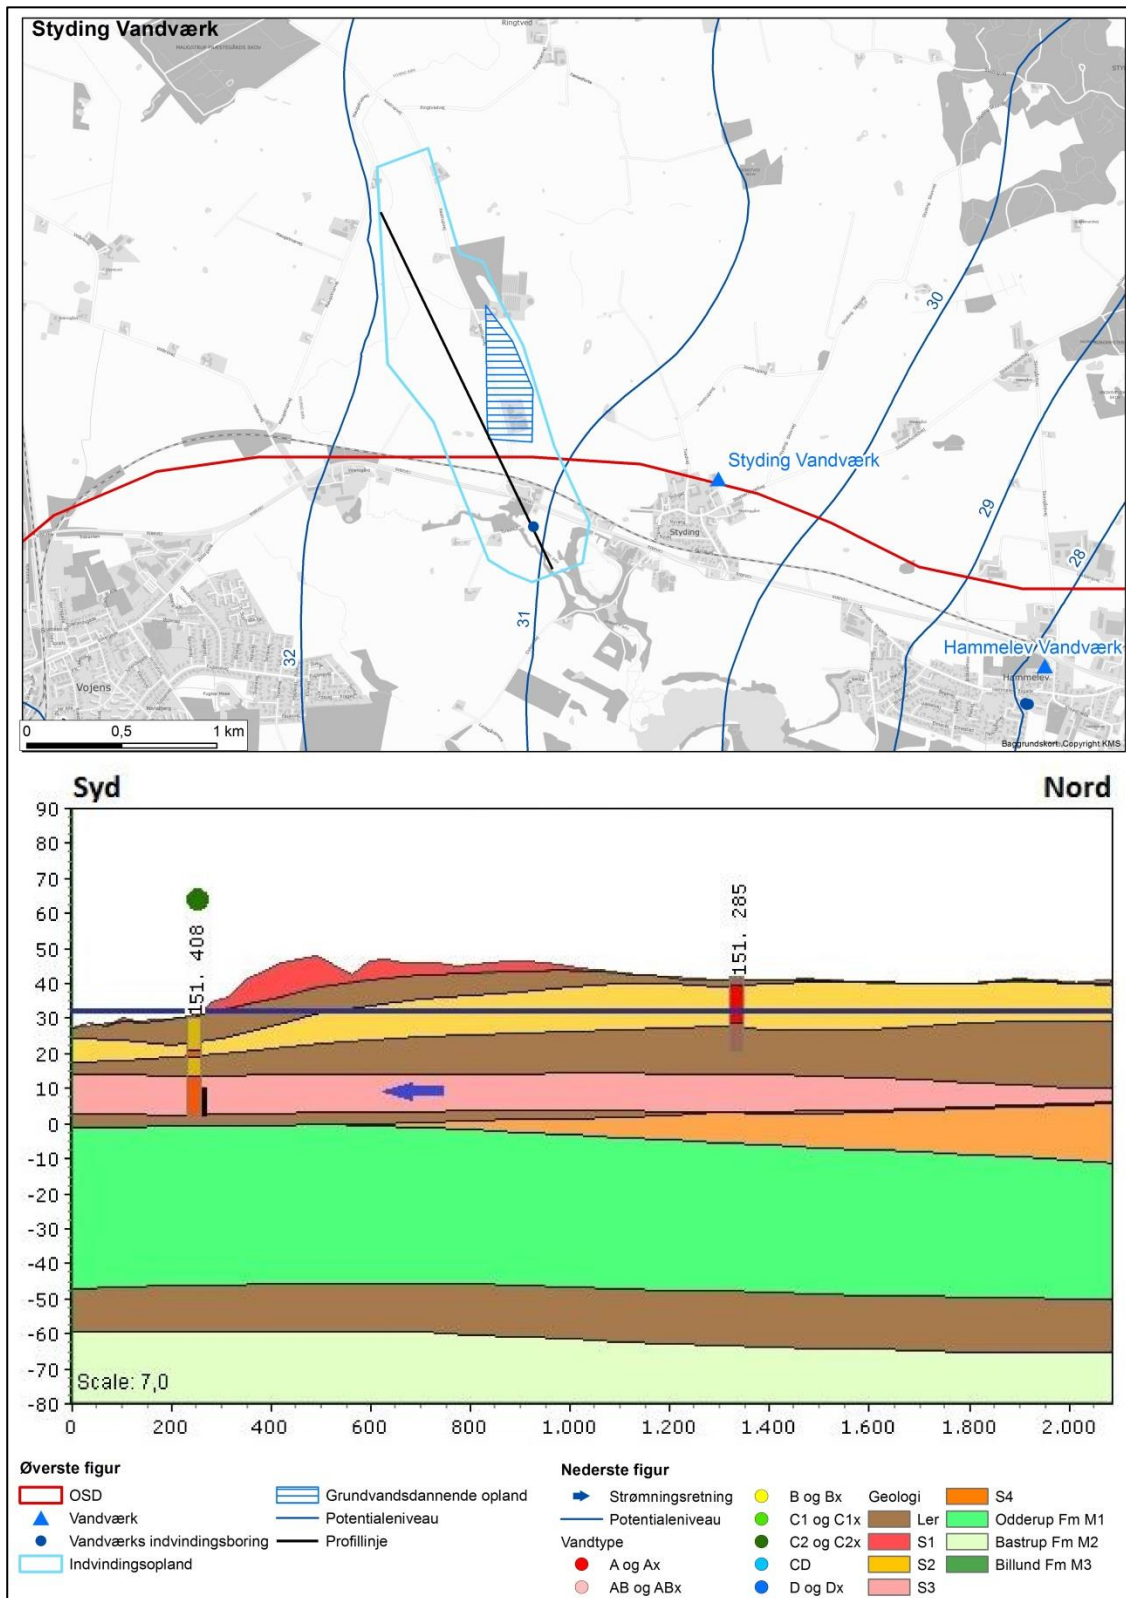 Styding Vandværk
Ringtved
Styding Vandværk
Styding
Hammelev Vandværk
Hammelev
Vojens
32
31
30
29
28
0 0,5 1 km
Baggrundskort: Copyright KMS
Syd Nord
90
80
70
60
50
40
30
20
10
0
-10
-20
-30
-40
-50
-60
-70
-80
151. 408
151. 285
Scale: 7,0
0 200 400 600 800 1.000 1.200 1.400 1.600 1.800 2.000
Øverste figur
OSD
Vandværk
Vandværks indvindingsboring
Indvindingsopland
Grundvandsdannende opland
Potentialeniveau
Profillinje
Nederste figur
Strømningsretning
Potentialeniveau
Vandtype
A og Ax
AB og ABx
B og Bx
C1 og C1x
C2 og C2x
CD
D og Dx
Geologi
Ler
S1
S2
S3
S4
Odderup Fm M1
Bastrup Fm M2
Billund Fm M3